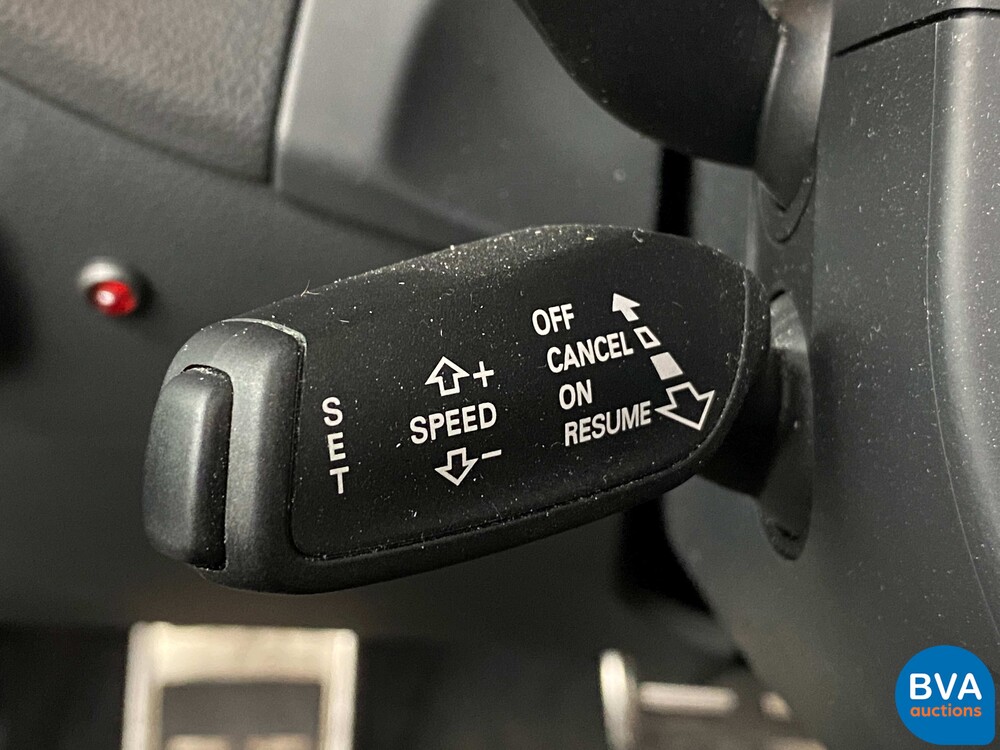 SET
+
SPEED
-
OFF
CANCEL
ON
RESUME
BVA
auctions